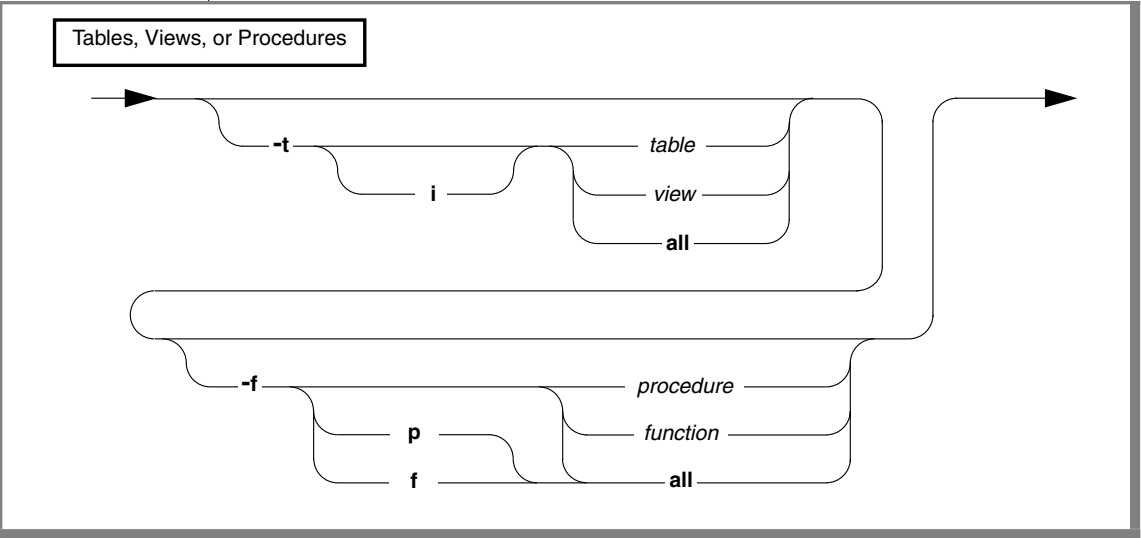 Tables, Views, or Procedures
-t table
i view
all
-f procedure
p function
f all